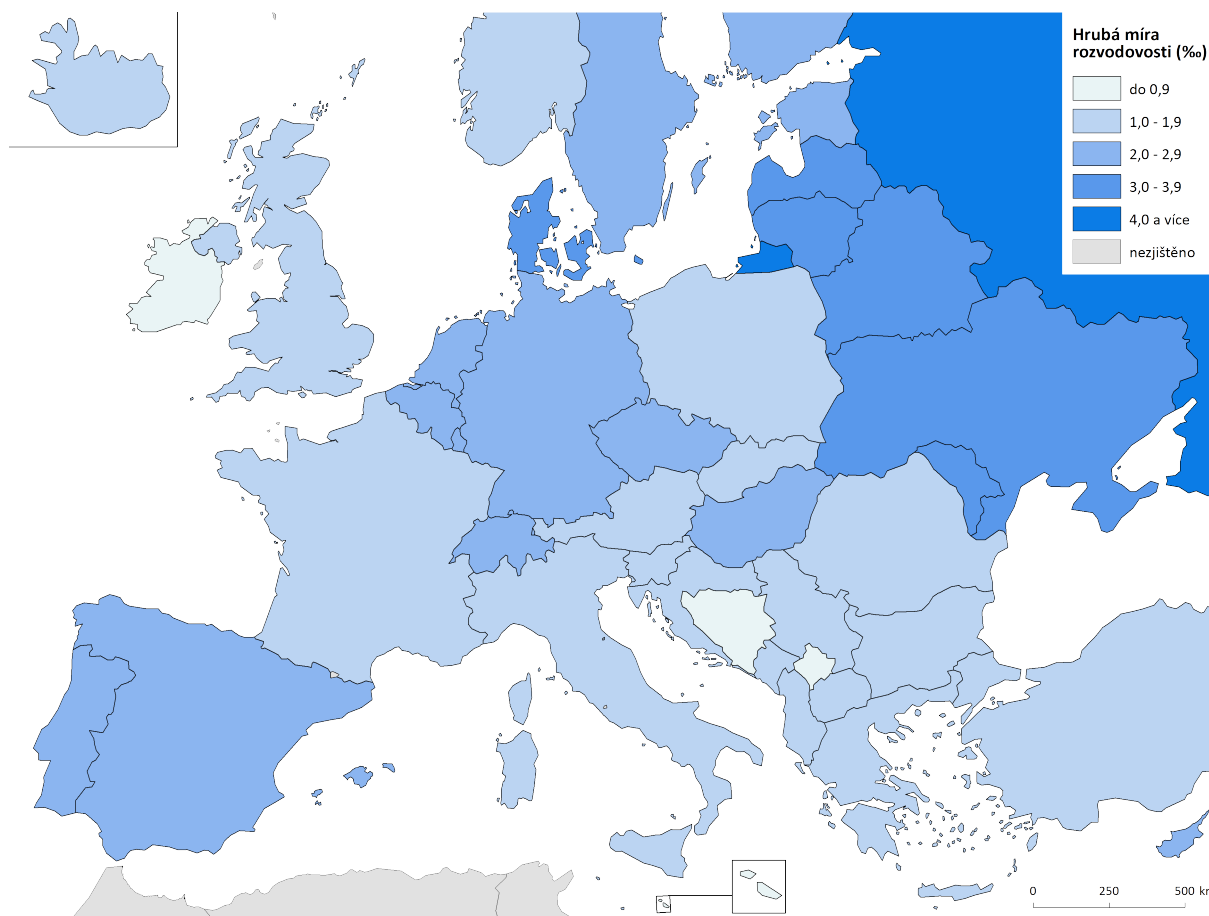 Hrubá míra
rozvodovosti (‰)
do 0,9
1,0 - 1,9
2,0 - 2,9
3,0 - 3,9
4,0 a více
nezjištěno
0 250 500 kr